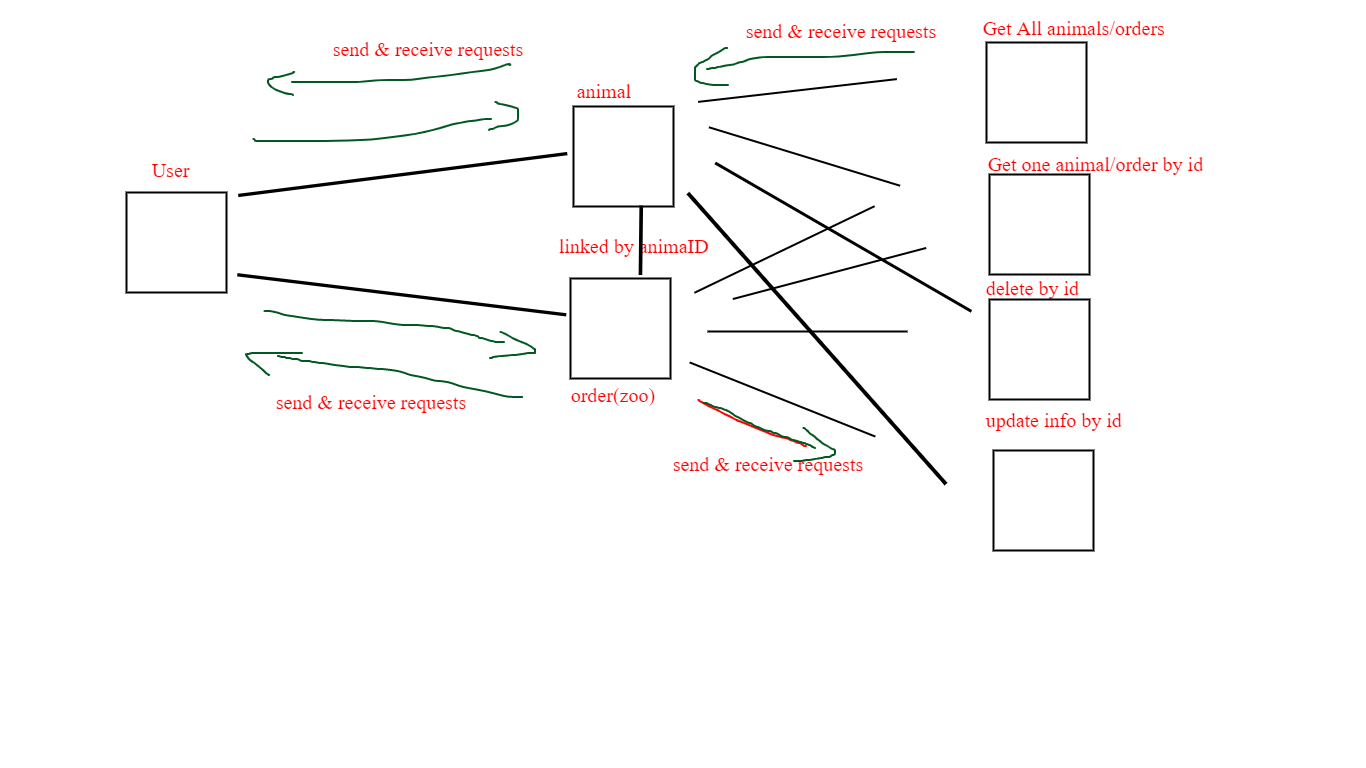 Get All animals/orders
send & receive requests
send & receive requests
animal
Get one animal/order by id
User
linked by animaID
delete by id
order(zoo)
send & receive requests
update info by id
send & receive requests